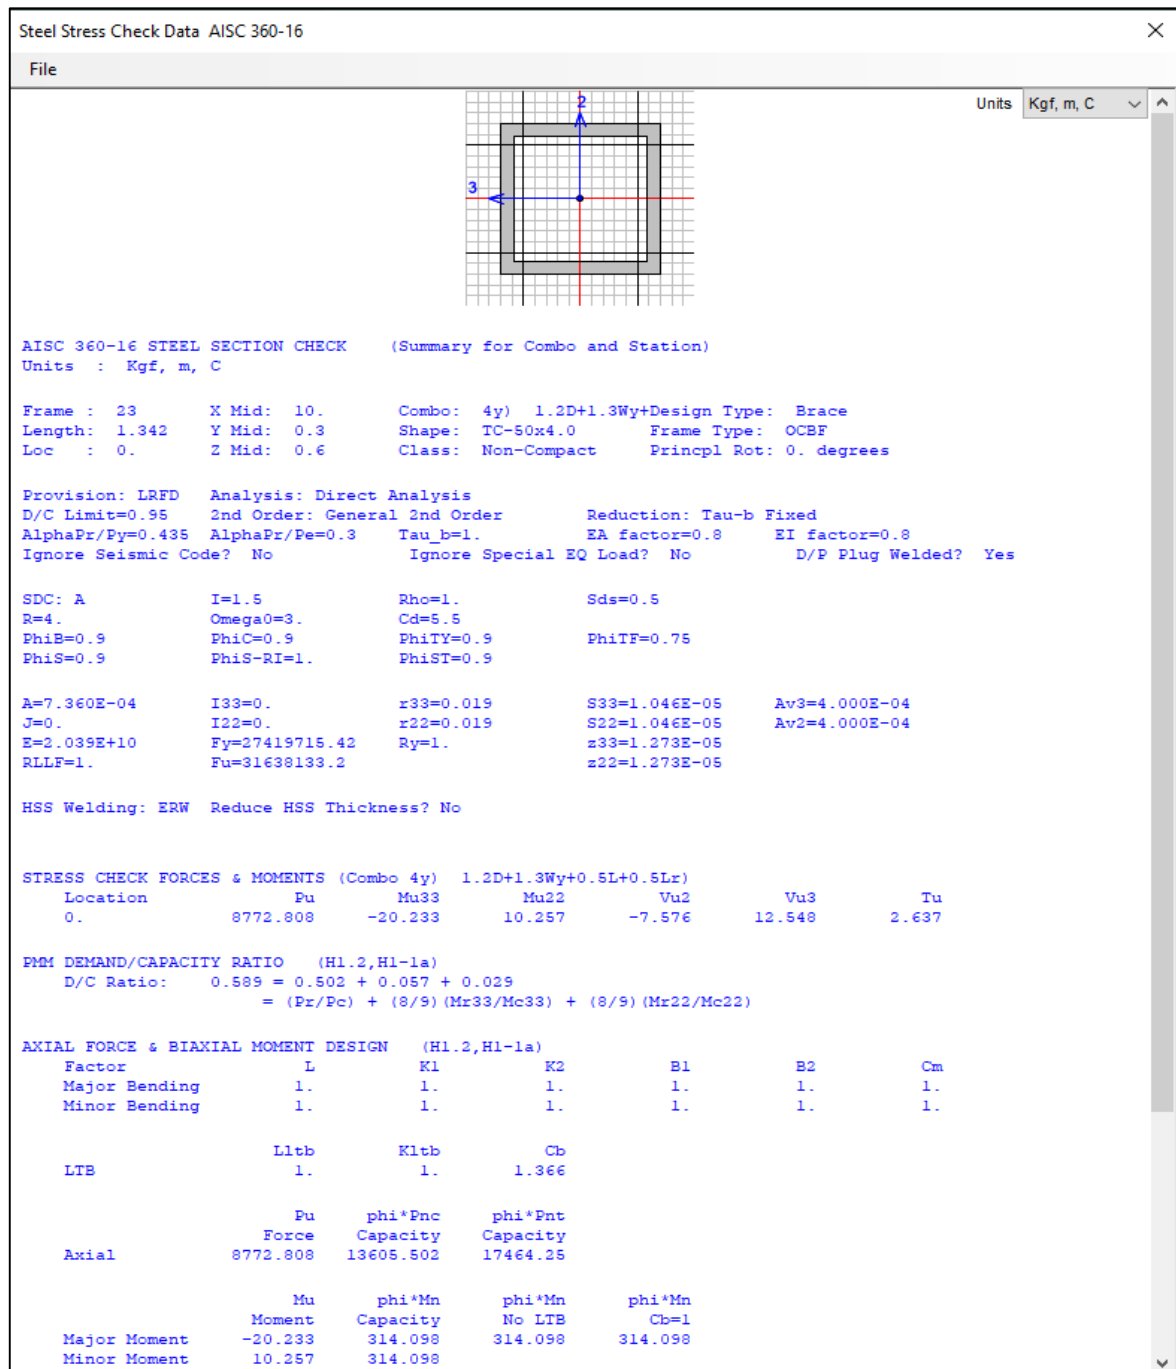 Steel Stress Check Data  AISC 360-16
File
Units Kgf, m, C
2
3
AISC 360-16 STEEL SECTION CHECK    (Summary for Combo and Station)
Units  :  Kgf, m, C
Frame :  23       X Mid:  10.       Combo:  4y)  1.2D+1.3Wy+Design Type:  Brace
Length:  1.342    Y Mid:  0.3       Shape:  TC-50x4.0       Frame Type:  OCBF
Loc   :  0.       Z Mid:  0.6       Class:  Non-Compact     Princpl Rot: 0. degrees
Provision: LRFD   Analysis: Direct Analysis
D/C Limit=0.95    2nd Order: General 2nd Order        Reduction: Tau-b Fixed
AlphaPr/Py=0.435  AlphaPr/Pe=0.3    Tau_b=1.          EA factor=0.8     EI factor=0.8
Ignore Seismic Code?  No             Ignore Special EQ Load?  No          D/P Plug Welded?  Yes
SDC: A            I=1.5             Rho=1.            Sds=0.5
R=4.              Omega0=3.         Cd=5.5
PhiB=0.9          PhiC=0.9          PhiTY=0.9         PhiTF=0.75
PhiS=0.9          PhiS-RI=1.        PhiST=0.9
A=7.360E-04       I33=0.            r33=0.019         S33=1.046E-05     Av3=4.000E-04
J=0.              I22=0.            r22=0.019         S22=1.046E-05     Av2=4.000E-04
E=2.039E+10       Fy=27419715.42    Ry=1.             z33=1.273E-05
RLLF=1.           Fu=31638133.2                       z22=1.273E-05
HSS Welding: ERW  Reduce HSS Thickness? No
STRESS CHECK FORCES & MOMENTS (Combo 4y)  1.2D+1.3Wy+0.5L+0.5Lr)
Location               Pu        Mu33        Mu22         Vu2         Vu3          Tu
0.               8772.808     -20.233      10.257      -7.576      12.548       2.637
PMM DEMAND/CAPACITY RATIO   (H1.2,H1-1a)
D/C Ratio:    0.589 = 0.502 + 0.057 + 0.029
= (Pr/Pc) + (8/9)(Mr33/Mc33) + (8/9)(Mr22/Mc22)
AXIAL FORCE & BIAXIAL MOMENT DESIGN   (H1.2,H1-1a)
Factor                  L          K1          K2          B1          B2          Cm
Major Bending          1.          1.          1.          1.          1.          1.
Minor Bending          1.          1.          1.          1.          1.          1.
Lltb        Kltb          Cb
LTB                    1.          1.       1.366
Pu    phi*Pnc     phi*Pnt
Force    Capacity    Capacity
Axial            8772.808   13605.502    17464.25
Mu      phi*Mn      phi*Mn      phi*Mn
Moment    Capacity      No LTB        Cb=1
Major Moment      -20.233     314.098     314.098     314.098
Minor Moment       10.257     314.098